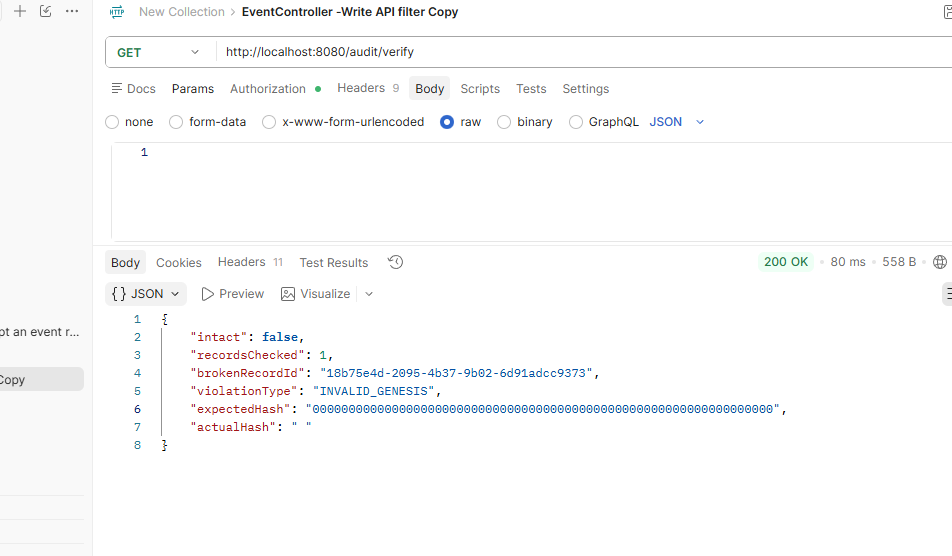 New Collection > EventController -Write API filter Copy
GET http://localhost:8080/audit/verify
Docs Params Authorization Headers 9 Body Scripts Tests Settings
none form-data x-www-form-urlencoded raw binary GraphQL JSON
1
Body Cookies Headers 11 Test Results 200 OK • 80 ms • 558 B
{} JSON Preview Visualize
1 {
2 "intact": false,
3 "recordsChecked": 1,
4 "brokenRecordId": "18b75e4d-2095-4b37-9b02-6d91adcc9373",
5 "violationType": "INVALID_GENESIS",
6 "expectedHash": "0000000000000000000000000000000000000000000000000000000000000000",
7 "actualHash": " "
8 }
pt an event r...
Copy